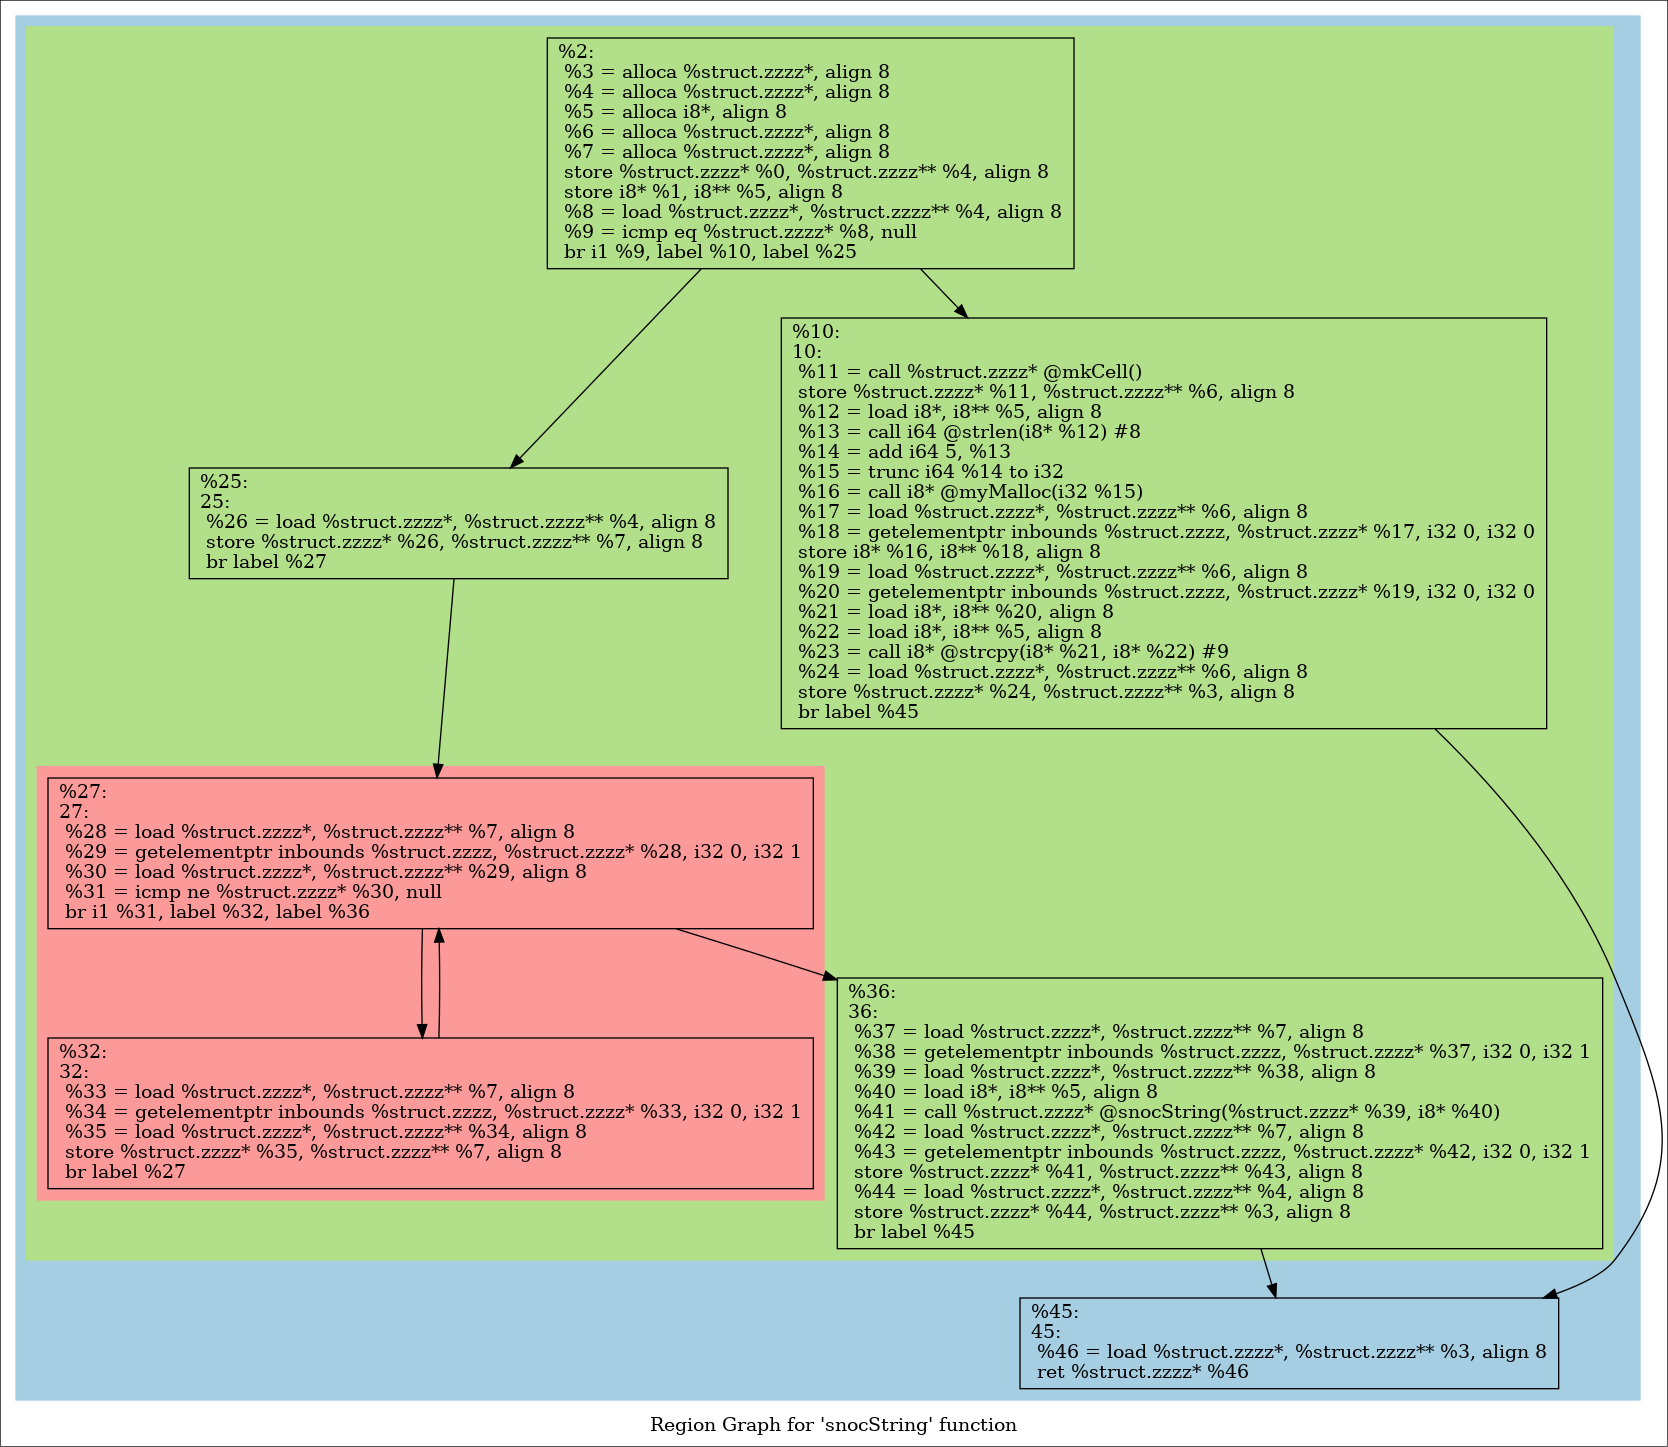 %2:
%3 = alloca %struct.zzzz*, align 8
%4 = alloca %struct.zzzz*, align 8
%5 = alloca i8*, align 8
%6 = alloca %struct.zzzz*, align 8
%7 = alloca %struct.zzzz*, align 8
store %struct.zzzz* %0, %struct.zzzz** %4, align 8
store i8* %1, i8** %5, align 8
%8 = load %struct.zzzz*, %struct.zzzz** %4, align 8
%9 = icmp eq %struct.zzzz* %8, null
br i1 %9, label %10, label %25
%10:
10:
%11 = call %struct.zzzz* @mkCell()
store %struct.zzzz* %11, %struct.zzzz** %6, align 8
%12 = load i8*, i8** %5, align 8
%13 = call i64 @strlen(i8* %12) #8
%14 = add i64 5, %13
%15 = trunc i64 %14 to i32
%16 = call i8* @myMalloc(i32 %15)
%17 = load %struct.zzzz*, %struct.zzzz** %6, align 8
%18 = getelementptr inbounds %struct.zzzz, %struct.zzzz* %17, i32 0, i32 0
store i8* %16, i8** %18, align 8
%19 = load %struct.zzzz*, %struct.zzzz** %6, align 8
%20 = getelementptr inbounds %struct.zzzz, %struct.zzzz* %19, i32 0, i32 0
%21 = load i8*, i8** %20, align 8
%22 = load i8*, i8** %5, align 8
%23 = call i8* @strcpy(i8* %21, i8* %22) #9
%24 = load %struct.zzzz*, %struct.zzzz** %6, align 8
store %struct.zzzz* %24, %struct.zzzz** %3, align 8
br label %45
%25:
25:
%26 = load %struct.zzzz*, %struct.zzzz** %4, align 8
store %struct.zzzz* %26, %struct.zzzz** %7, align 8
br label %27
%27:
27:
%28 = load %struct.zzzz*, %struct.zzzz** %7, align 8
%29 = getelementptr inbounds %struct.zzzz, %struct.zzzz* %28, i32 0, i32 1
%30 = load %struct.zzzz*, %struct.zzzz** %29, align 8
%31 = icmp ne %struct.zzzz* %30, null
br i1 %31, label %32, label %36
%32:
32:
%33 = load %struct.zzzz*, %struct.zzzz** %7, align 8
%34 = getelementptr inbounds %struct.zzzz, %struct.zzzz* %33, i32 0, i32 1
%35 = load %struct.zzzz*, %struct.zzzz** %34, align 8
store %struct.zzzz* %35, %struct.zzzz** %7, align 8
br label %27
%36:
36:
%37 = load %struct.zzzz*, %struct.zzzz** %7, align 8
%38 = getelementptr inbounds %struct.zzzz, %struct.zzzz* %37, i32 0, i32 1
%39 = load %struct.zzzz*, %struct.zzzz** %38, align 8
%40 = load i8*, i8** %5, align 8
%41 = call %struct.zzzz* @snocString(%struct.zzzz* %39, i8* %40)
%42 = load %struct.zzzz*, %struct.zzzz** %7, align 8
%43 = getelementptr inbounds %struct.zzzz, %struct.zzzz* %42, i32 0, i32 1
store %struct.zzzz* %41, %struct.zzzz** %43, align 8
%44 = load %struct.zzzz*, %struct.zzzz** %4, align 8
store %struct.zzzz* %44, %struct.zzzz** %3, align 8
br label %45
%45:
45:
%46 = load %struct.zzzz*, %struct.zzzz** %3, align 8
ret %struct.zzzz* %46
Region Graph for 'snocString' function